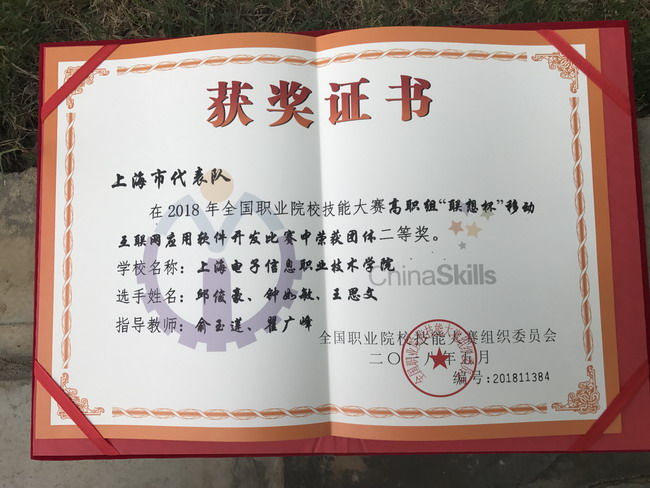 获奖证书
上海市代表队
在2018年全国职业院校技能大赛高职组“联想杯”移动
互联网应用软件开发比赛中荣获团体二等奖。
学校名称：上海电子信息职业技术学院
ChinaSkills
选手姓名：邱俊豪、钟如敏、王思文
指导教师：俞玉莲、瞿广峰
全国职业院校技能大赛组织委员会
二〇一八年五月
编号:201811384